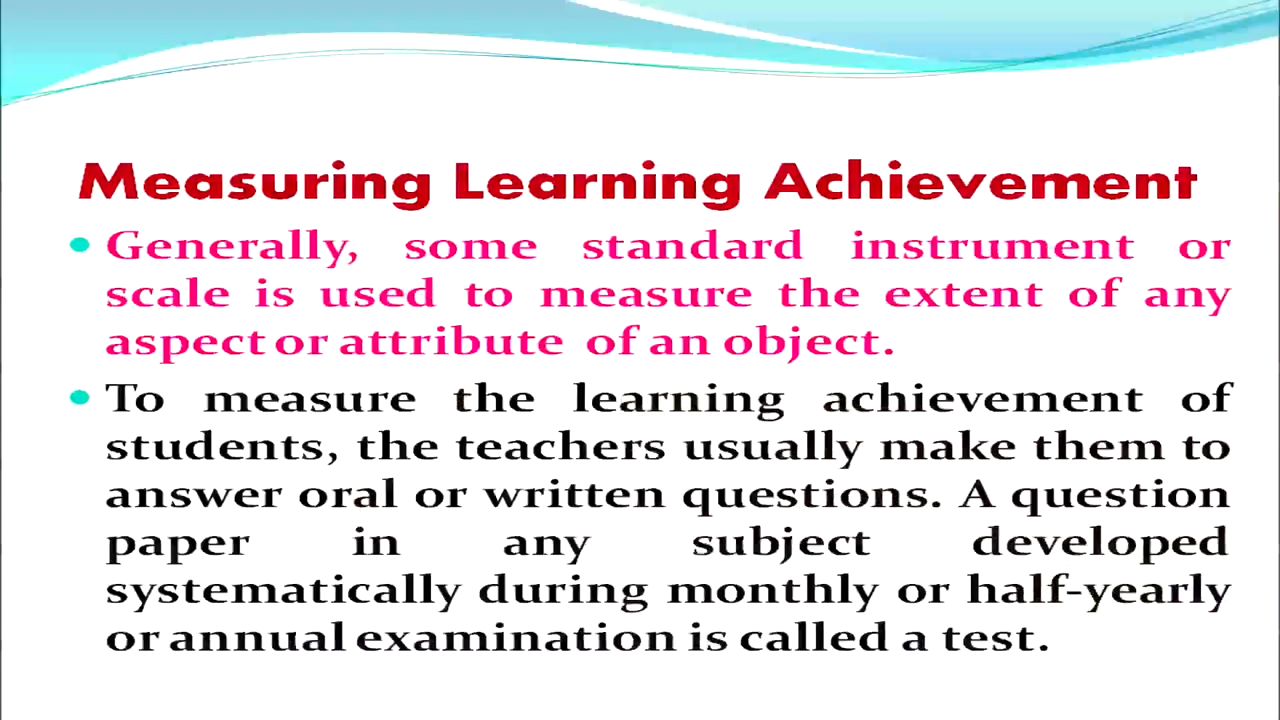 Measuring Learning Achievement
• Generally, some standard instrument or
scale is used to measure the extent of any
aspect or attribute of an object.
• To measure the learning achievement of
students, the teachers usually make them to
answer oral or written questions. A question
paper in any subject developed
systematically during monthly or half-yearly
or annual examination is called a test.